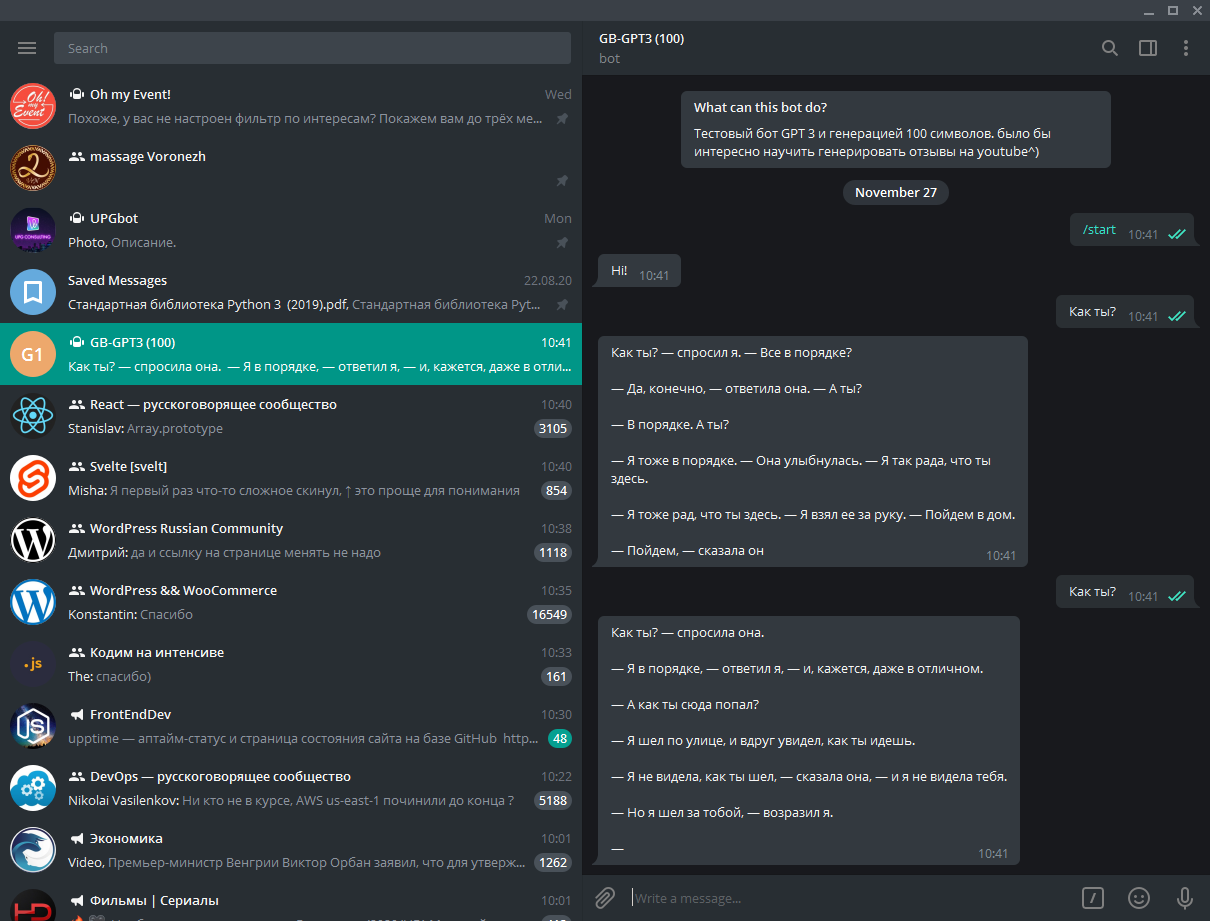 Search
Oh my Event!
Wed
Похоже, у вас не настроен фильтр по интересам? Покажем вам до трёх ме...
massage Voronezh
UPGbot
Mon
Photo, Описание.
Saved Messages
22.08.20
Стандартная библиотека Python 3 (2019).pdf, Стандартная библиотека Pyt...
G1
GB-GPT3 (100)
10:41
Как ты? — спросила она. — Я в порядке, — ответил я, — и, кажется, даже в отли...
React — русскоговорящее сообщество
10:40
Stanislav: Array.prototype
3105
Svelte [svelt]
10:40
Misha: Я первый раз что-то сложное скинул, ↑ это проще для понимания
854
WordPress Russian Community
10:38
Дмитрий: да и ссылку на странице менять не надо
1118
WordPress && WooCommerce
10:35
Konstantin: Спасибо
16549
.js
Кодим на интенсиве
10:33
The: спасибо)
161
FrontEndDev
10:30
upptime — аптайм-статус и страница состояния сайта на базе GitHub http...
48
DevOps — русскоговорящее сообщество
10:22
Nikolai Vasilenkov: Ни кто не в курсе, AWS us-east-1 починили до конца ?
5188
Экономика
10:01
Video, Премьер-министр Венгрии Виктор Орбан заявил, что для утверж...
1262
Фильмы | Сериалы
10:01
GB-GPT3 (100)
bot
What can this bot do?
Тестовый бот GPT 3 и генерацией 100 символов. было бы
интересно научить генерировать отзывы на youtube^)
November 27
/start 10:41
Hi! 10:41
Как ты? 10:41
Как ты? — спросил я. — Все в порядке?
— Да, конечно, — ответила она. — А ты?
— В порядке. А ты?
— Я тоже в порядке. — Она улыбнулась. — Я так рада, что ты
здесь.
— Я тоже рад, что ты здесь. — Я взял ее за руку. — Пойдем в дом.
— Пойдем, — сказала он
10:41
Как ты? 10:41
Как ты? — спросила она.
— Я в порядке, — ответил я, — и, кажется, даже в отличном.
— А как ты сюда попал?
— Я шел по улице, и вдруг увидел, как ты идешь.
— Я не видела, как ты шел, — сказала она, — и я не видела тебя.
— Но я шел за тобой, — возразил я.
—
10:41
Write a message...